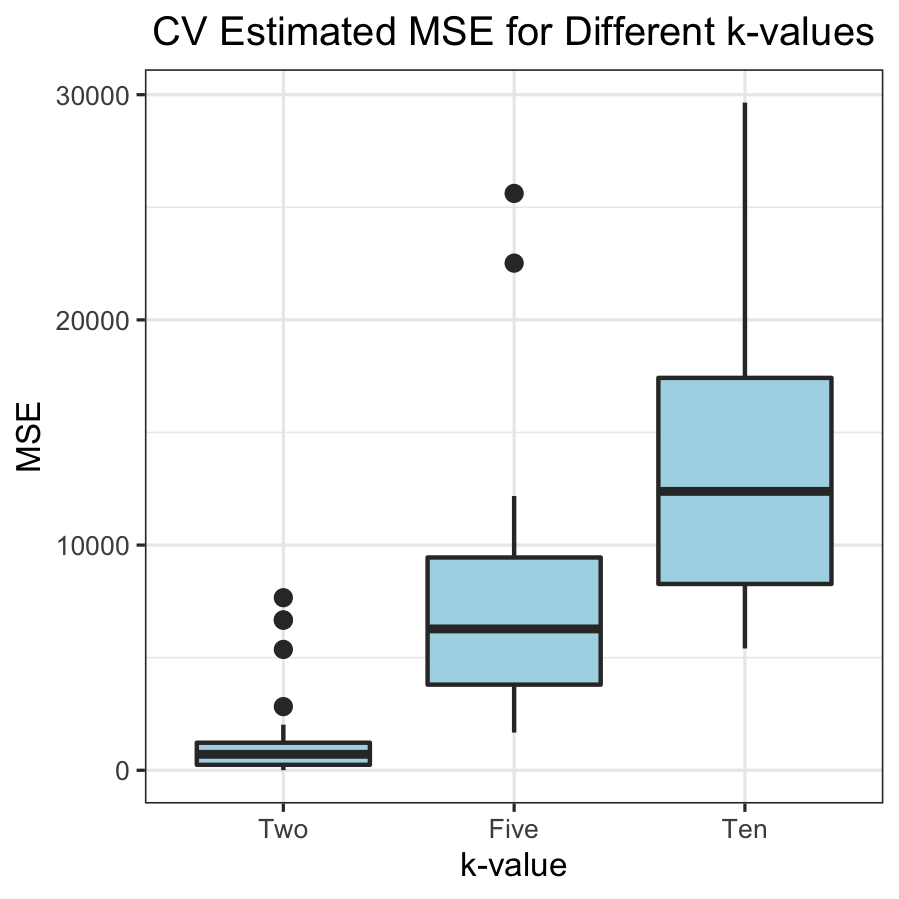 CV Estimated MSE for Different k-values
30000
20000
10000
0
MSE
Two Five Ten
k-value